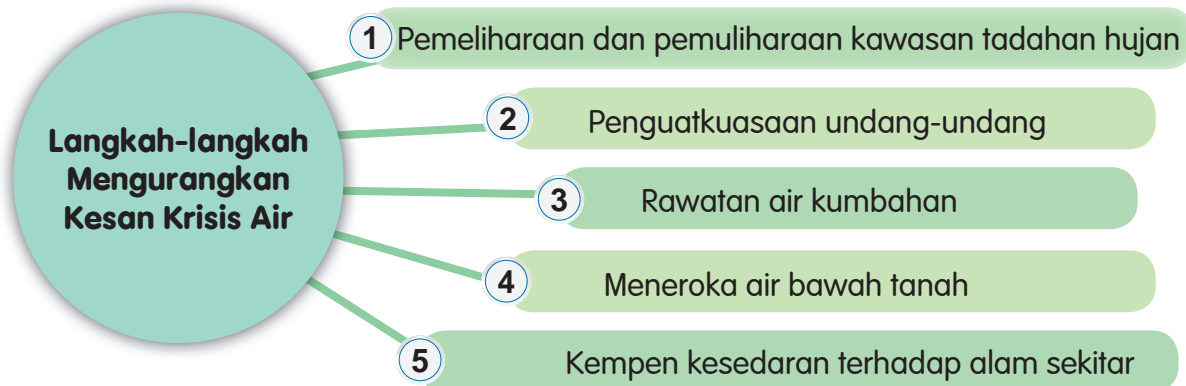 Langkah-langkah
Mengurangkan
Kesan Krisis Air
1 Pemeliharaan dan pemuliharaan kawasan tadahan hujan
2 Penguatkuasaan undang-undang
3 Rawatan air kumbahan
4 Meneroka air bawah tanah
5 Kempen kesedaran terhadap alam sekitar